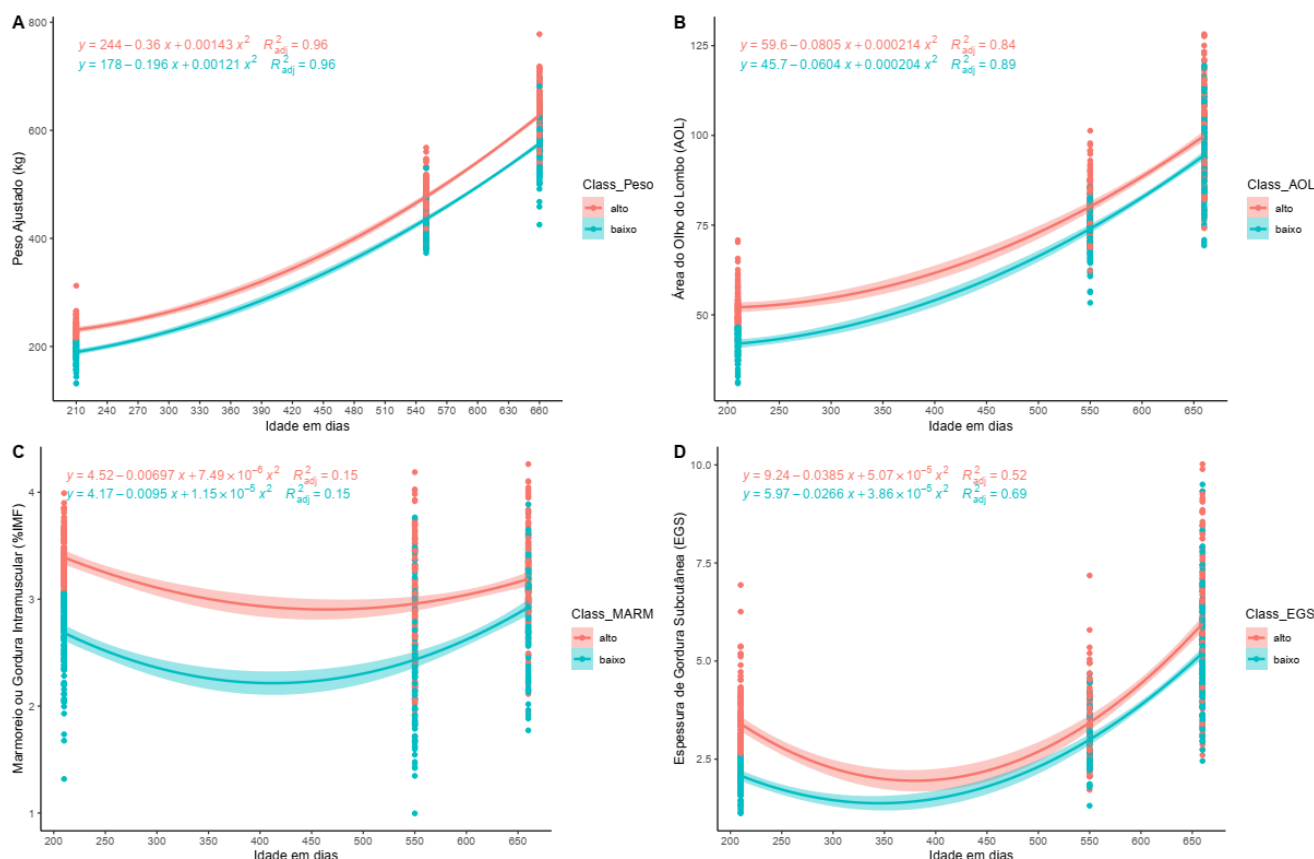 A
y = 244 − 0.36 x + 0.00143 x² R²adj = 0.96
y = 178 − 0.196 x + 0.00121 x² R²adj = 0.96
Peso Ajustado (kg)
800
600
400
200
210 240 270 300 330 360 390 420 450 480 510 540 570 600 630 660
Idade em dias
Class_Peso
alto
baixo
B
y = 59.6 − 0.0805 x + 0.000214 x² R²adj = 0.84
y = 45.7 − 0.0604 x + 0.000204 x² R²adj = 0.89
Área do Olho do Lombo (AOL)
125
100
75
50
200 250 300 350 400 450 500 550 600 650
Idade em dias
Class_AOL
alto
baixo
C
y = 4.52 − 0.00697 x + 7.49 × 10⁻⁶ x² R²adj = 0.15
y = 4.17 − 0.0095 x + 1.15 × 10⁻⁵ x² R²adj = 0.15
Marmoreio ou Gordura Intramuscular (%IMF)
4
3
2
1
200 250 300 350 400 450 500 550 600 650
Idade em dias
Class_MARM
alto
baixo
D
y = 9.24 − 0.0385 x + 5.07 × 10⁻⁵ x² R²adj = 0.52
y = 5.97 − 0.0266 x + 3.86 × 10⁻⁵ x² R²adj = 0.69
Espessura de Gordura Subcutânea (EGS)
10.0
7.5
5.0
2.5
200 250 300 350 400 450 500 550 600 650
Idade em dias
Class_EGS
alto
baixo